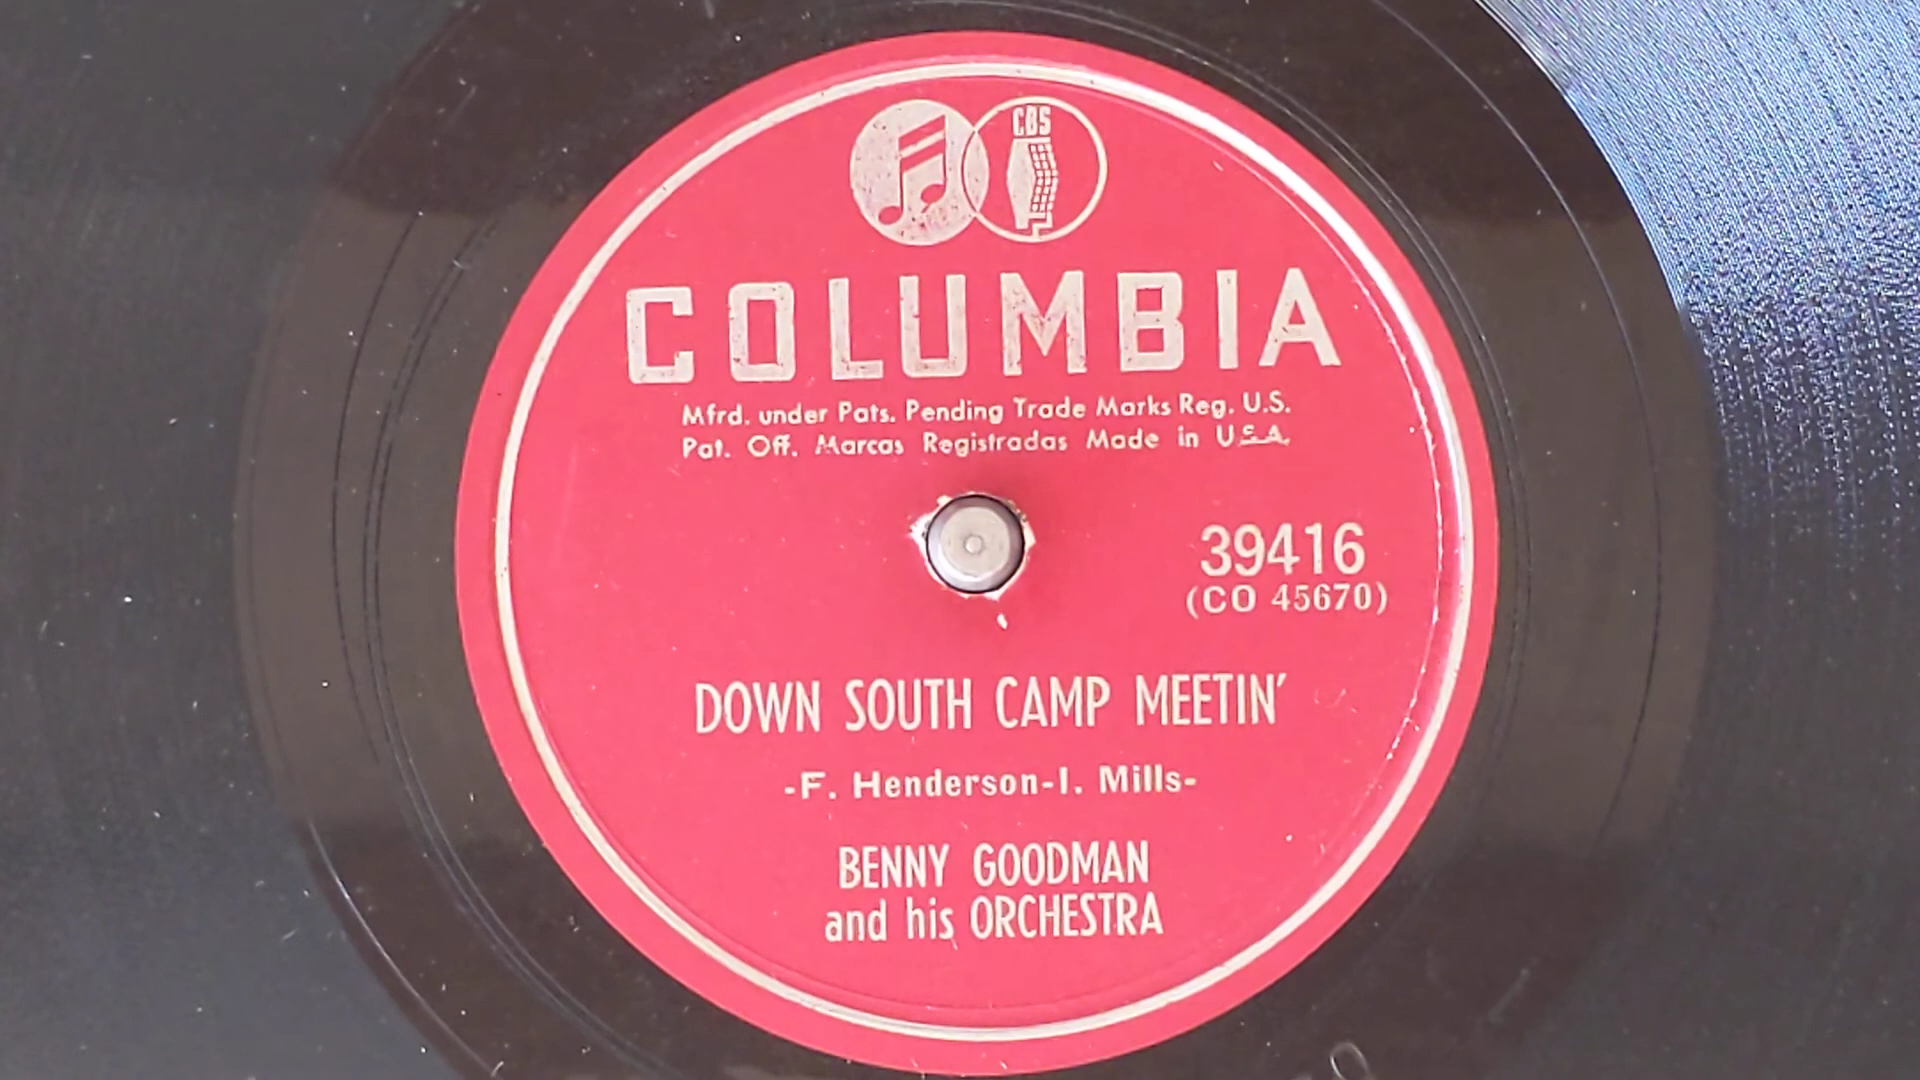 CBS
COLUMBIA
Mfrd. under Pats. Pending Trade Marks Reg. U.S.
Pat. Off. Marcas Registradas Made in U.S.A.
39416
(CO 45670)
DOWN SOUTH CAMP MEETIN'
-F. Henderson-I. Mills-
BENNY GOODMAN
and his ORCHESTRA